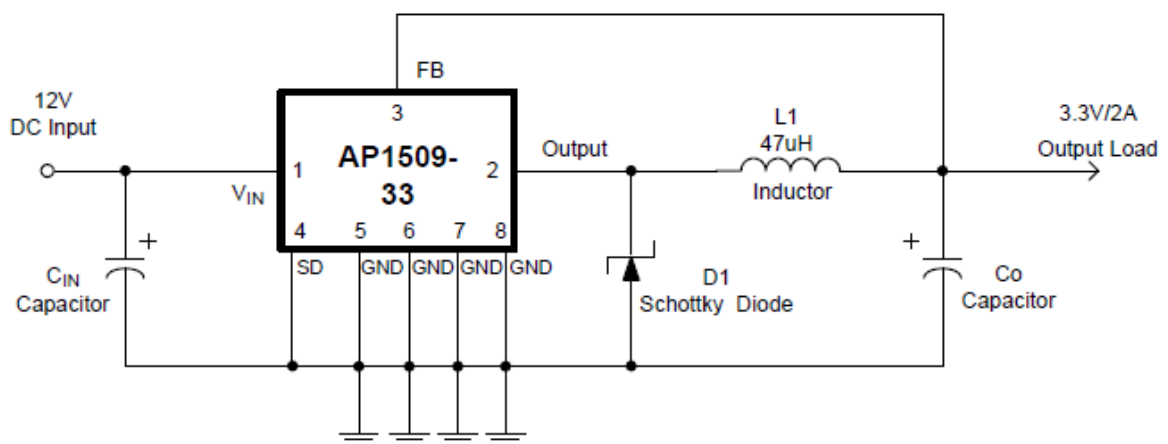 FB
12V
DC Input
3
AP1509-
33
1
2
V_IN
4 5 6 7 8
SD GND GND GND GND
Output
L1
47uH
Inductor
3.3V/2A
Output Load
+
C_IN
Capacitor
D1
Schottky Diode
+
Co
Capacitor